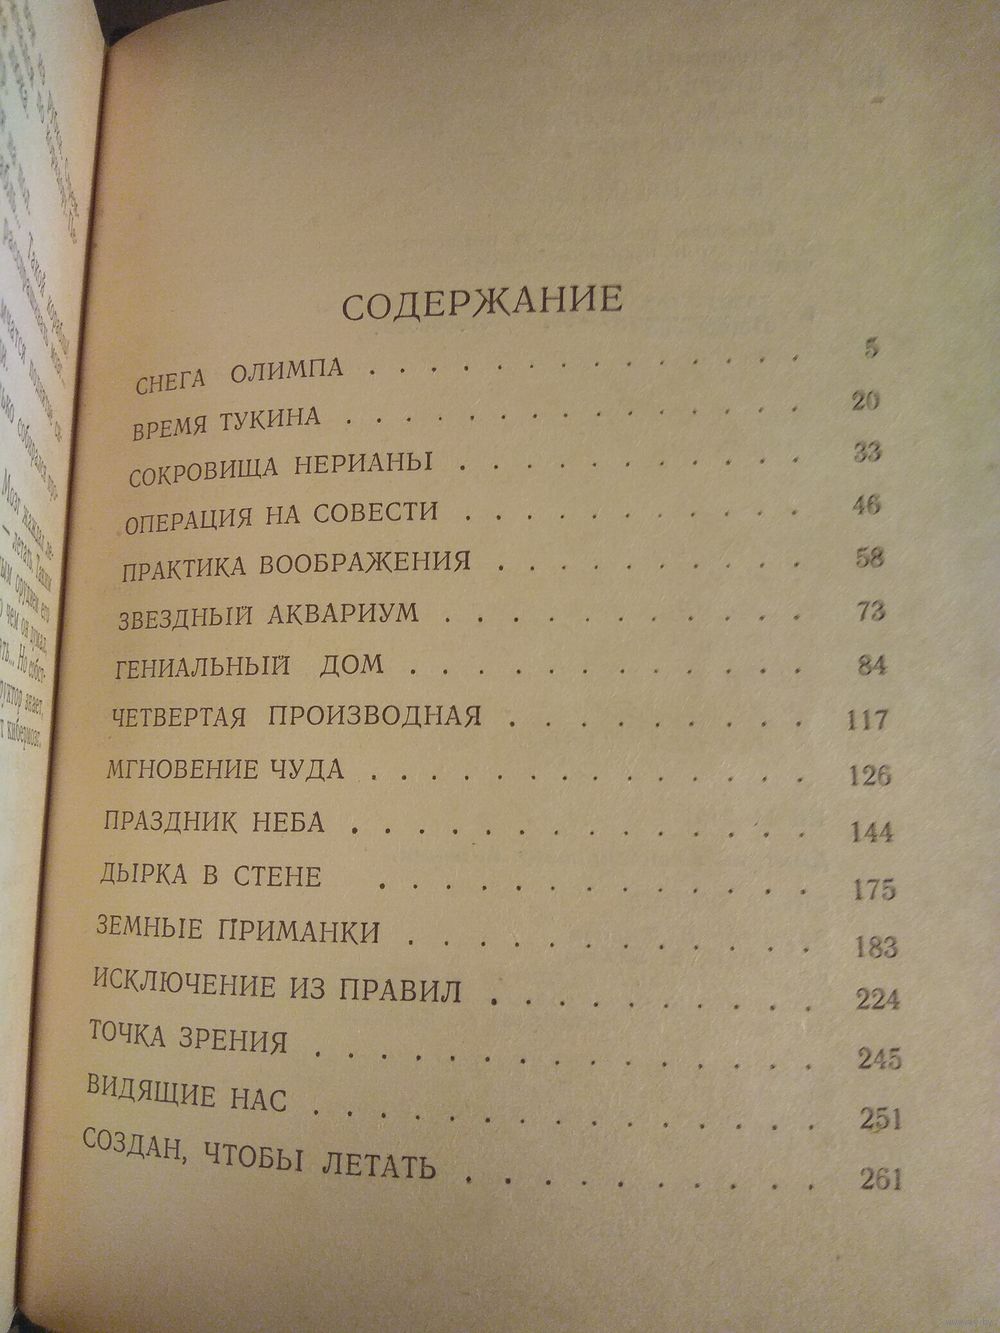 СОДЕРЖАНИЕ
СНЕГА ОЛИМПА . . . . . . . . . . . . . . 5
ВРЕМЯ ТУКИНА . . . . . . . . . . . . . . . 20
СОКРОВИЩА НЕРИАНЫ . . . . . . . . . . . 33
ОПЕРАЦИЯ НА СОВЕСТИ . . . . . . . . . . . 46
ПРАКТИКА ВООБРАЖЕНИЯ . . . . . . . . . . 58
ЗВЕЗДНЫЙ АКВАРИУМ . . . . . . . . . . . 73
ГЕНИАЛЬНЫЙ ДОМ . . . . . . . . . . . . . 84
ЧЕТВЕРТАЯ ПРОИЗВОДНАЯ . . . . . . . . . 117
МГНОВЕНИЕ ЧУДА . . . . . . . . . . . . . . 126
ПРАЗДНИК НЕБА . . . . . . . . . . . . . . 144
ДЫРКА В СТЕНЕ . . . . . . . . . . . . . 175
ЗЕМНЫЕ ПРИМАНКИ . . . . . . . . . . . . 183
ИСКЛЮЧЕНИЕ ИЗ ПРАВИЛ . . . . . . . . . . 224
ТОЧКА ЗРЕНИЯ . . . . . . . . . . . . . . . 245
ВИДЯЩИЕ НАС . . . . . . . . . . . . . . . 251
СОЗДАН, ЧТОБЫ ЛЕТАТЬ . . . . . . . . . . 261